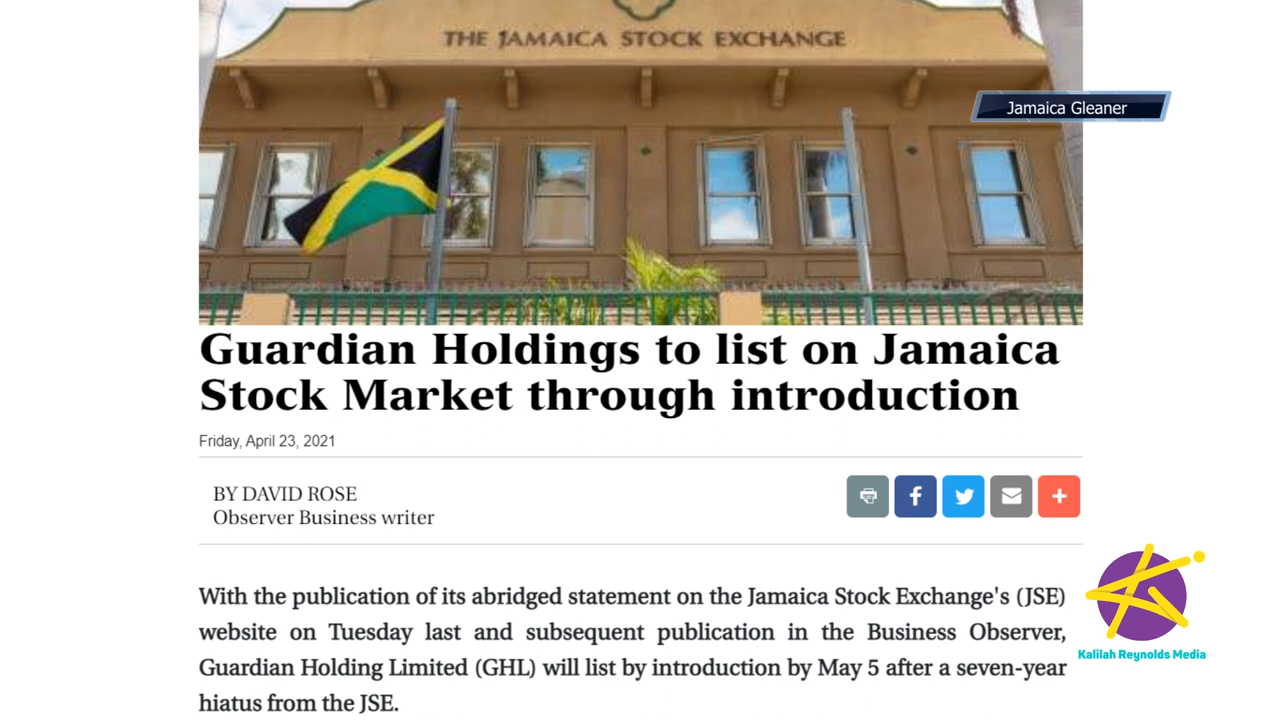 THE JAMAICA STOCK EXCHANGE
Jamaica Gleaner
Guardian Holdings to list on Jamaica
Stock Market through introduction
Friday, April 23, 2021
BY DAVID ROSE
Observer Business writer
With the publication of its abridged statement on the Jamaica Stock Exchange's (JSE)
website on Tuesday last and subsequent publication in the Business Observer,
Guardian Holding Limited (GHL) will list by introduction by May 5 after a seven-year
hiatus from the JSE.
Kalilah Reynolds Media